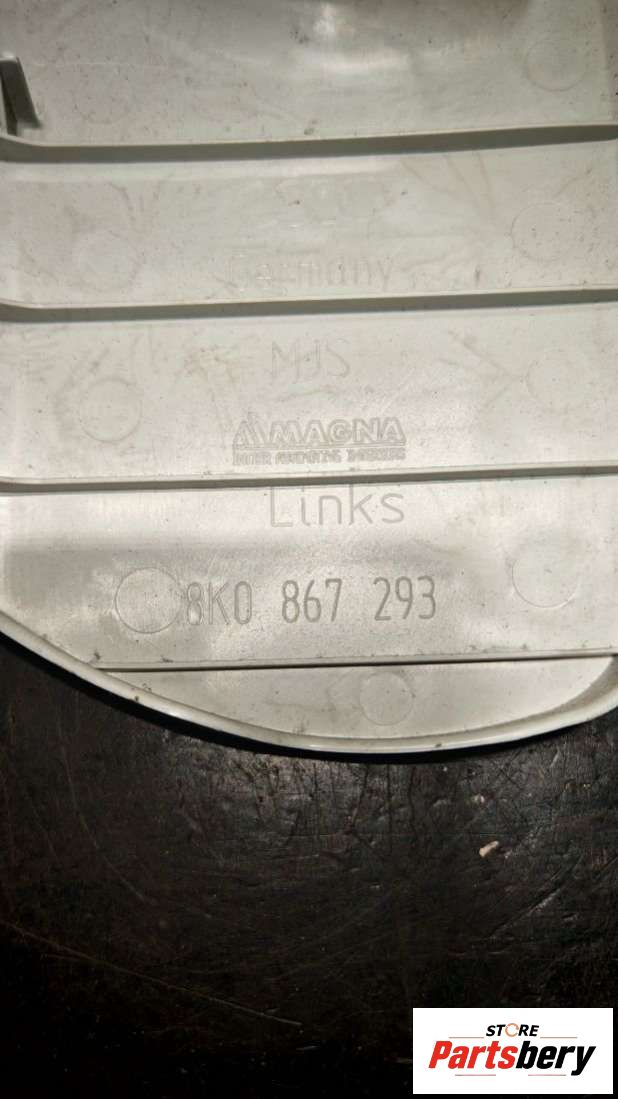 Germany
MJS
MAGNA
Links
8K0 867 293
STORE
Partsbery